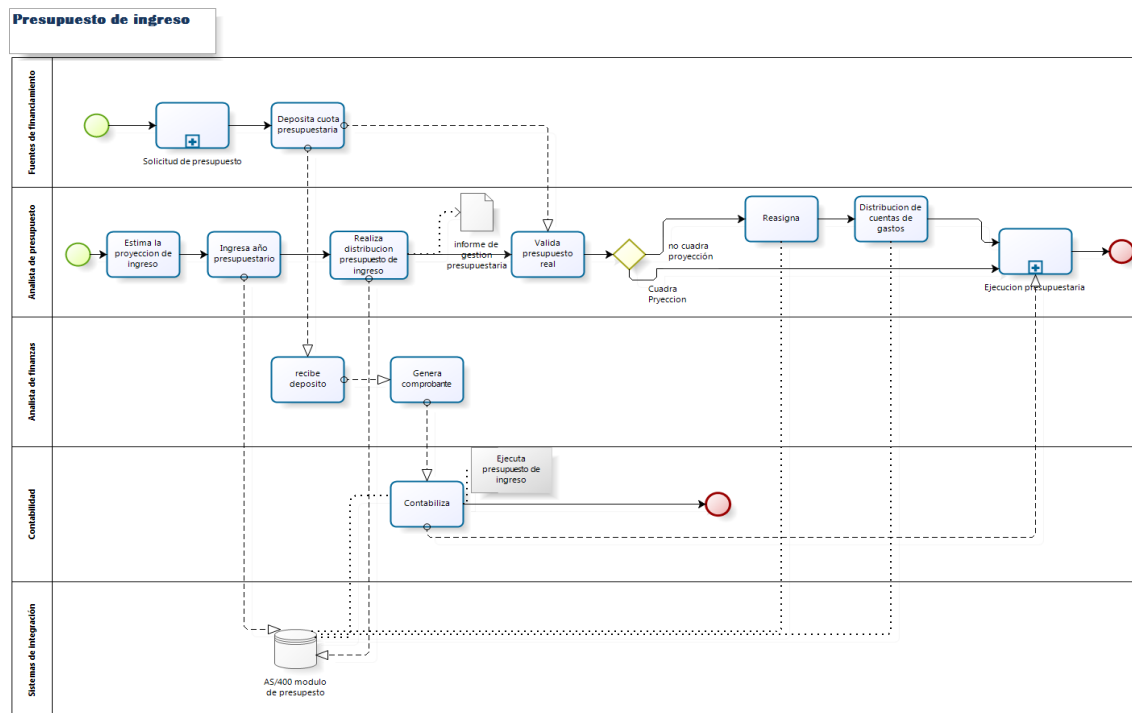 Presupuesto de ingreso
Fuentes de financiamiento
Deposita cuota
presupuestaria
Solicitud de presupuesto
Analista de presupuesto
Estima la
proyeccion de
ingreso
Ingresa año
presupuestario
Realiza
distribucion
presupuesto de
ingreso
informe de
gestion
presupuestaria
Valida
presupuesto
real
no cuadra
proyección
Cuadra
Pryeccion
Reasigna
Distribucion de
cuentas de
gastos
Ejecucion presupuestaria
Analista de finanzas
recibe
deposito
Genera
comprobante
Contabilidad
Ejecuta
presupuesto de
ingreso
Contabiliza
Sistemas de integración
AS/400 modulo
de presupesto